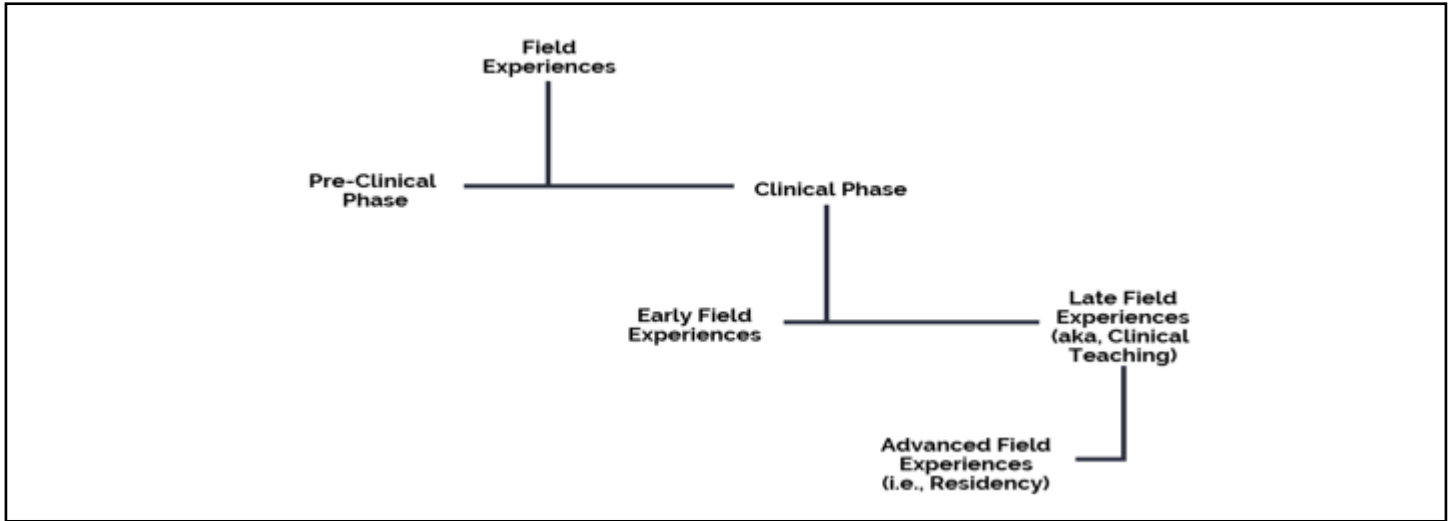 Field
Experiences
Pre-Clinical
Phase
Clinical Phase
Early Field
Experiences
Late Field
Experiences
(aka, Clinical
Teaching)
Advanced Field
Experiences
(i.e., Residency)